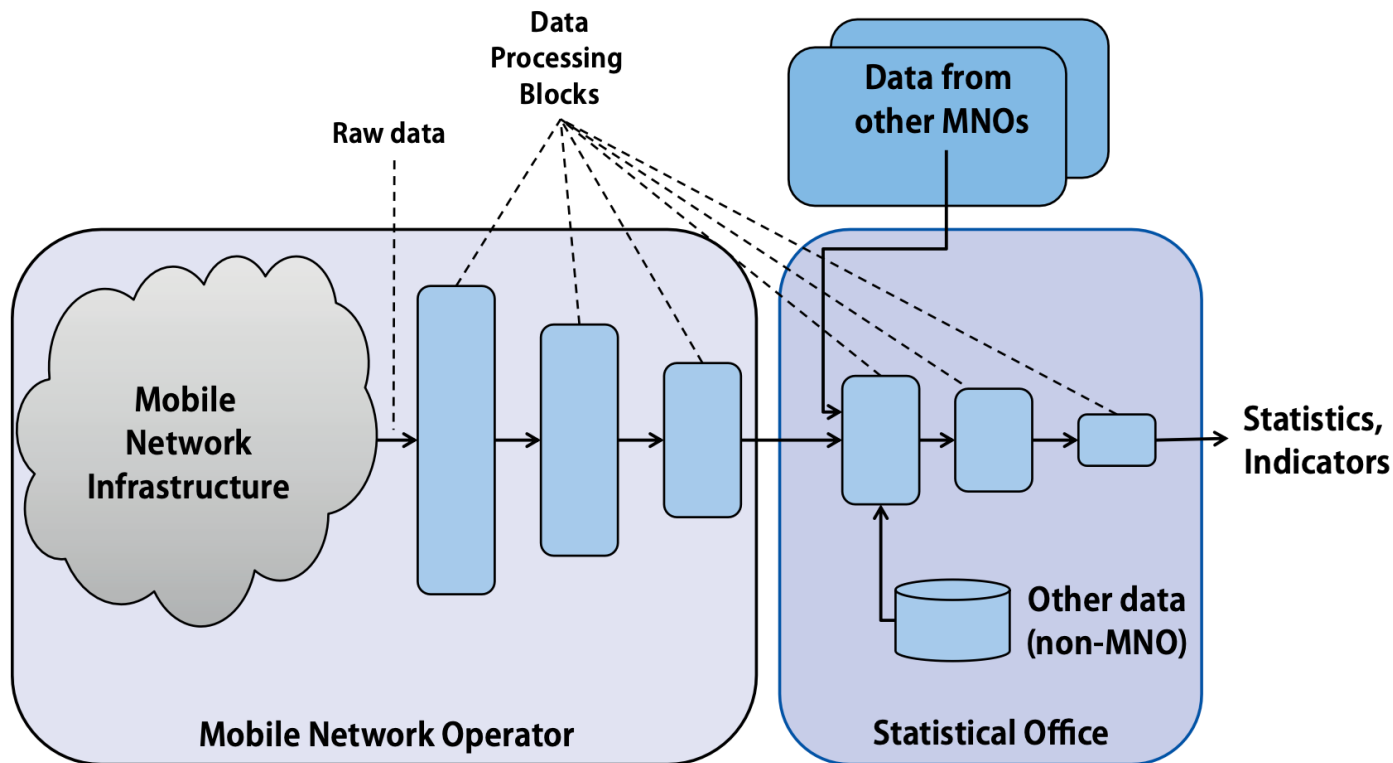 Data
Processing
Blocks
Raw data
Data from
other MNOs
Mobile
Network
Infrastructure
Statistics,
Indicators
Other data
(non-MNO)
Mobile Network Operator
Statistical Office